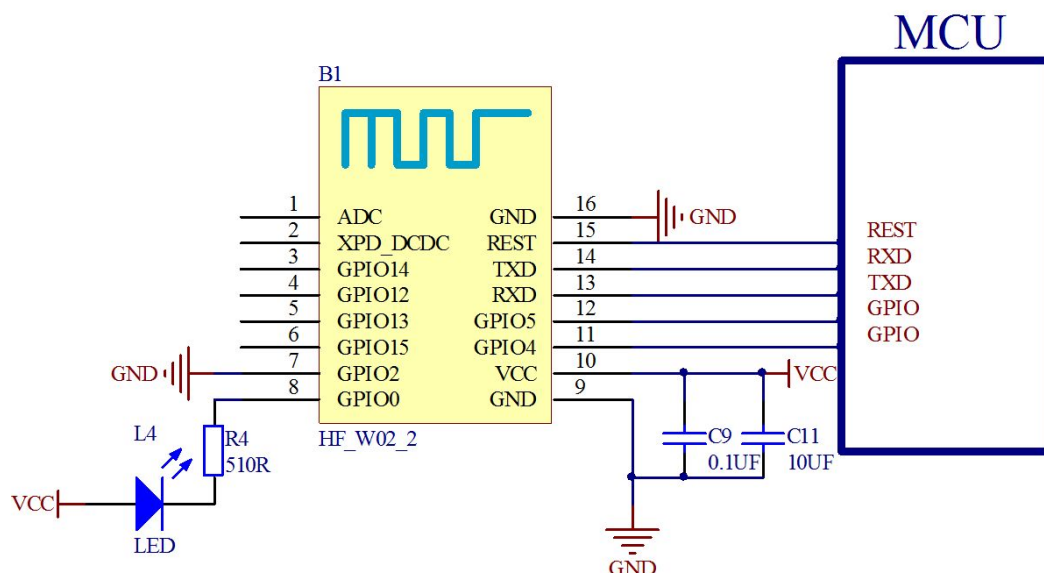 MCU
B1
1 ADC GND 16 GND
2 XPD_DCDC REST 15 REST
3 GPIO14 TXD 14 RXD
4 GPIO12 RXD 13 TXD
5 GPIO13 GPIO5 12 GPIO
6 GPIO15 GPIO4 11 GPIO
GND 7 GPIO2 VCC 10 VCC
8 GPIO0 GND 9
HF_W02_2
L4 R4 C9 C11
510R 0.1UF 10UF
VCC
LED
GND